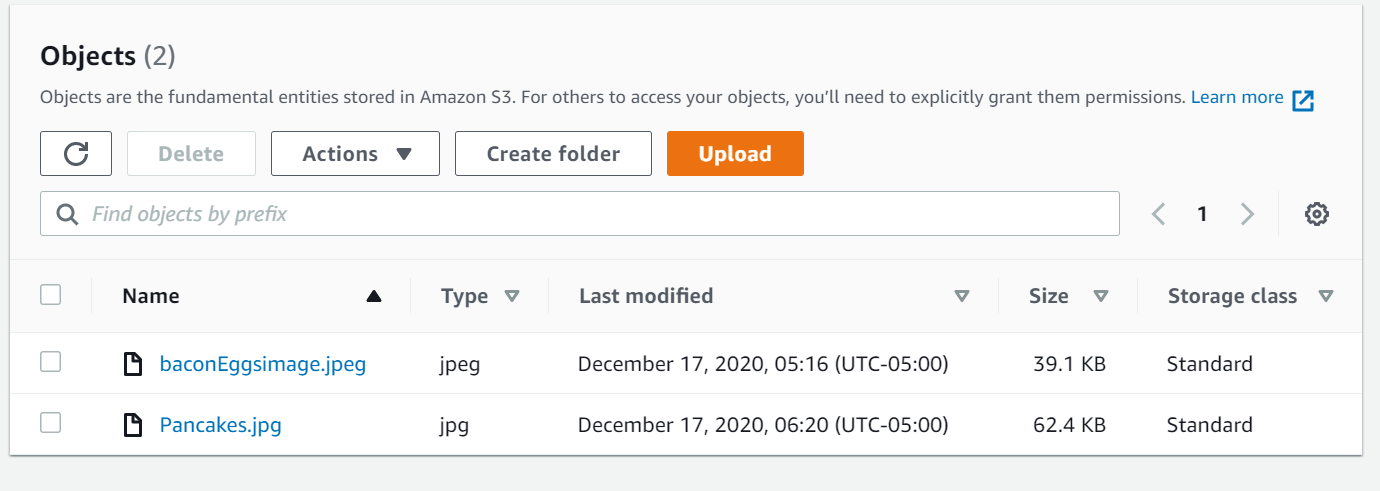 Objects (2)
Objects are the fundamental entities stored in Amazon S3. For others to access your objects, you’ll need to explicitly grant them permissions. Learn more
Delete Actions Create folder Upload
Find objects by prefix 1
Name Type Last modified Size Storage class
baconEggsimage.jpeg jpeg December 17, 2020, 05:16 (UTC-05:00) 39.1 KB Standard
Pancakes.jpg jpg December 17, 2020, 06:20 (UTC-05:00) 62.4 KB Standard